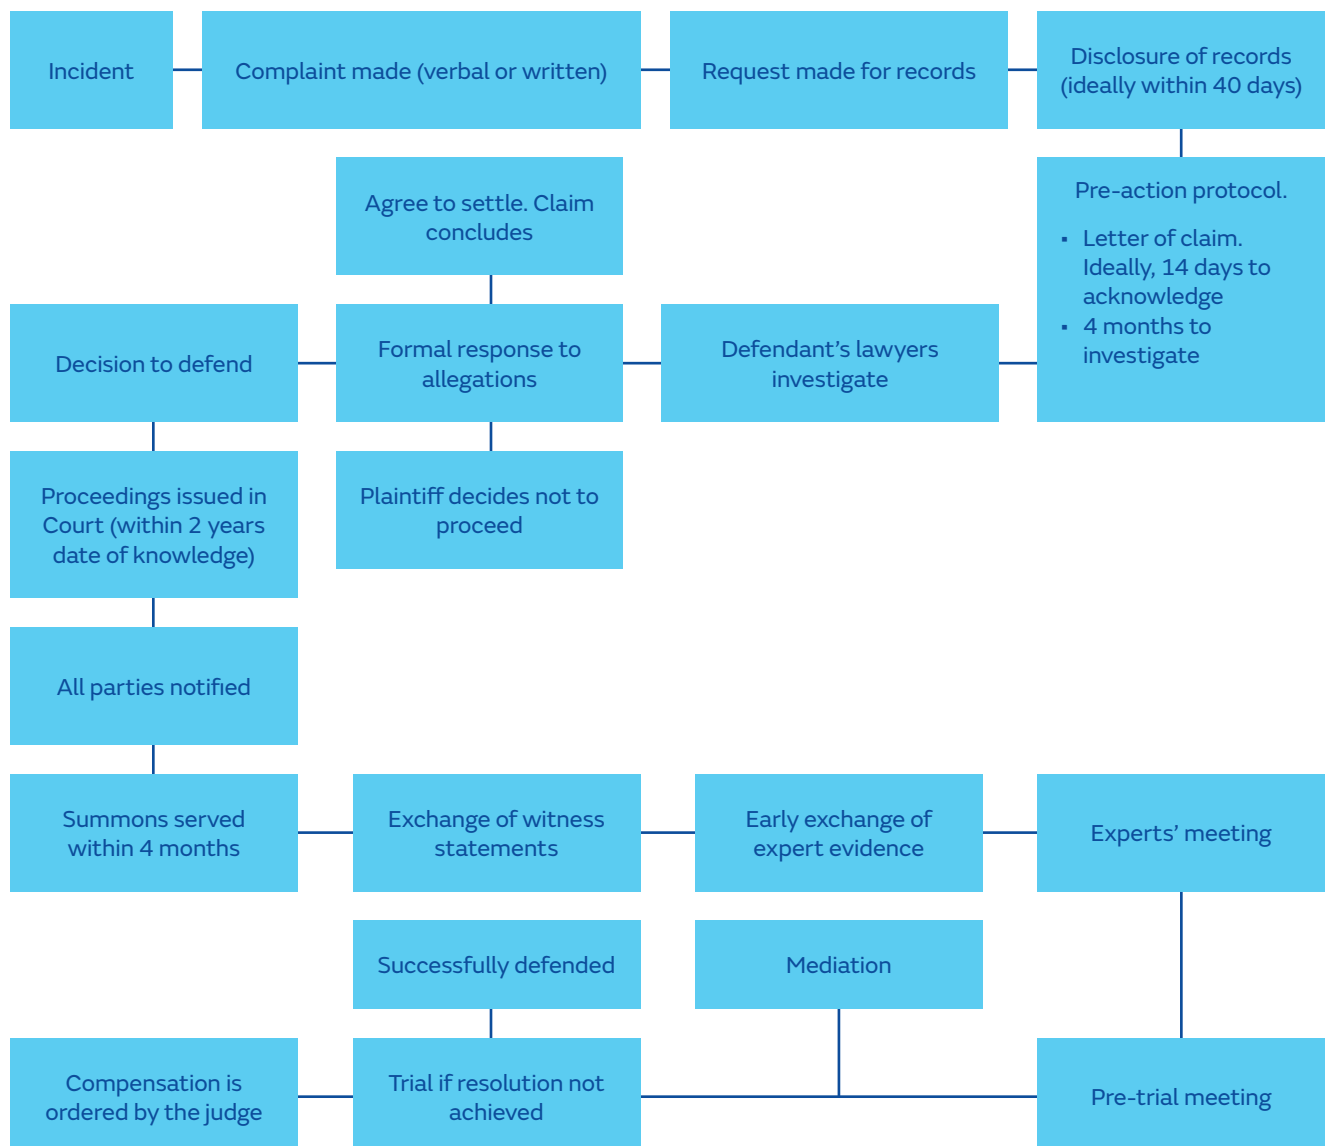 Incident
Complaint made (verbal or written)
Request made for records
Disclosure of records
(ideally within 40 days)
Pre-action protocol.
▪ Letter of claim.
Ideally, 14 days to
acknowledge
▪ 4 months to
investigate
Agree to settle. Claim
concludes
Decision to defend
Formal response to
allegations
Defendant’s lawyers
investigate
Proceedings issued in
Court (within 2 years
date of knowledge)
Plaintiff decides not to
proceed
All parties notified
Summons served
within 4 months
Exchange of witness
statements
Early exchange of
expert evidence
Experts’ meeting
Successfully defended
Mediation
Compensation is
ordered by the judge
Trial if resolution not
achieved
Pre-trial meeting